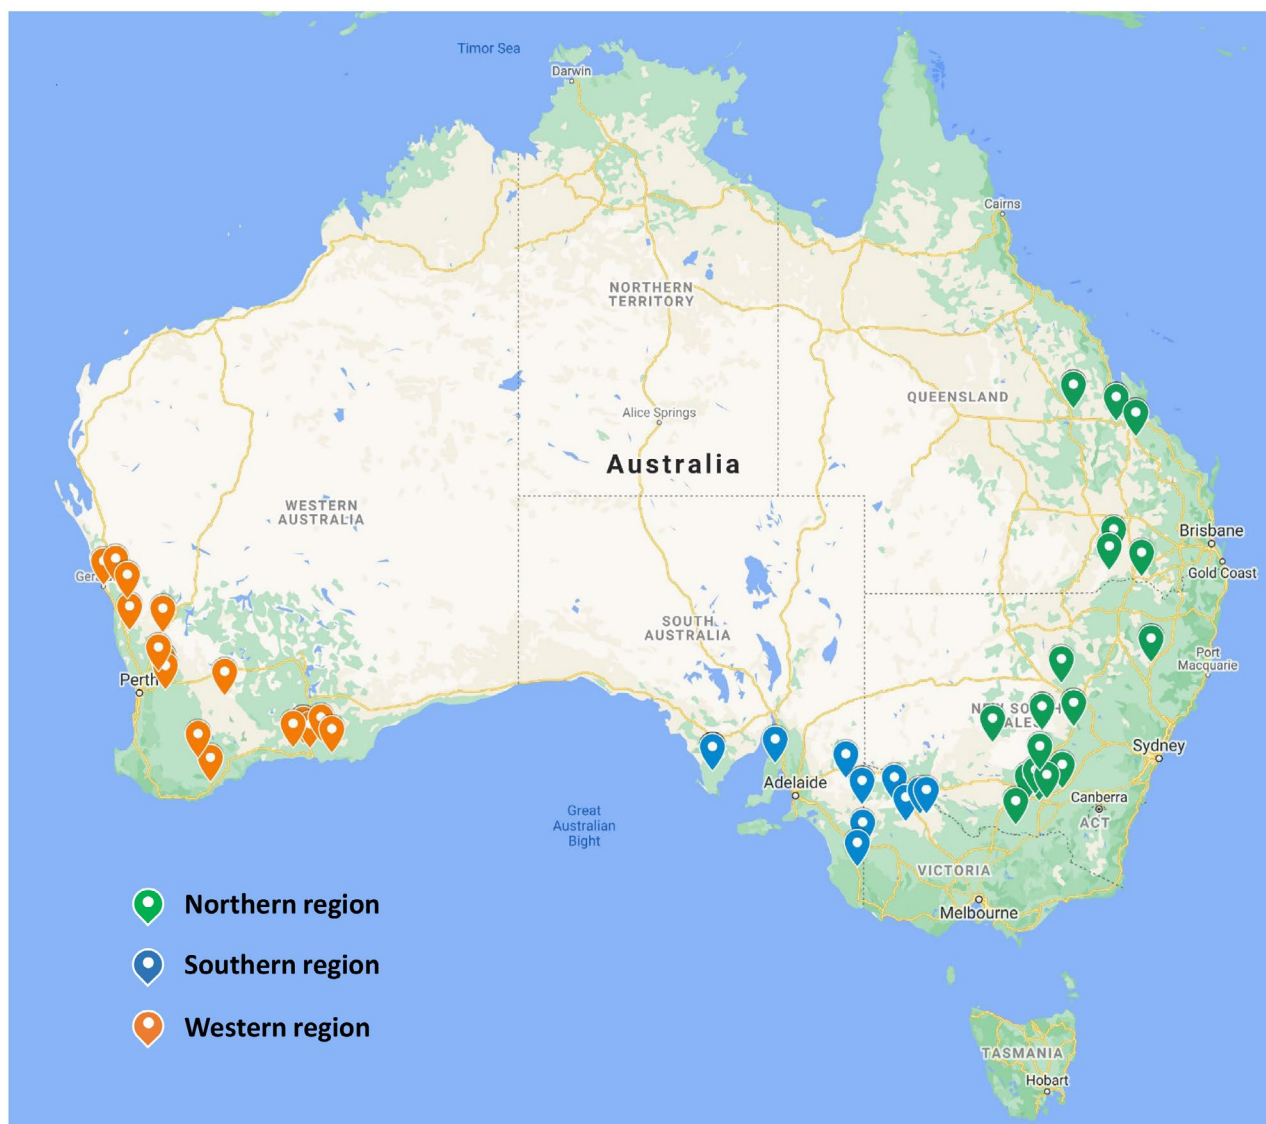 Timor Sea
Darwin
Cairns
NORTHERN
TERRITORY
QUEENSLAND
Alice Springs
Australia
WESTERN
AUSTRALIA
Brisbane
Gold Coast
SOUTH
AUSTRALIA
Port
Macquarie
Perth
Sydney
Adelaide
Canberra
ACT
Great
Australian
Bight
VICTORIA
Melbourne
Northern region
Southern region
Western region
TASMANIA
Hobart